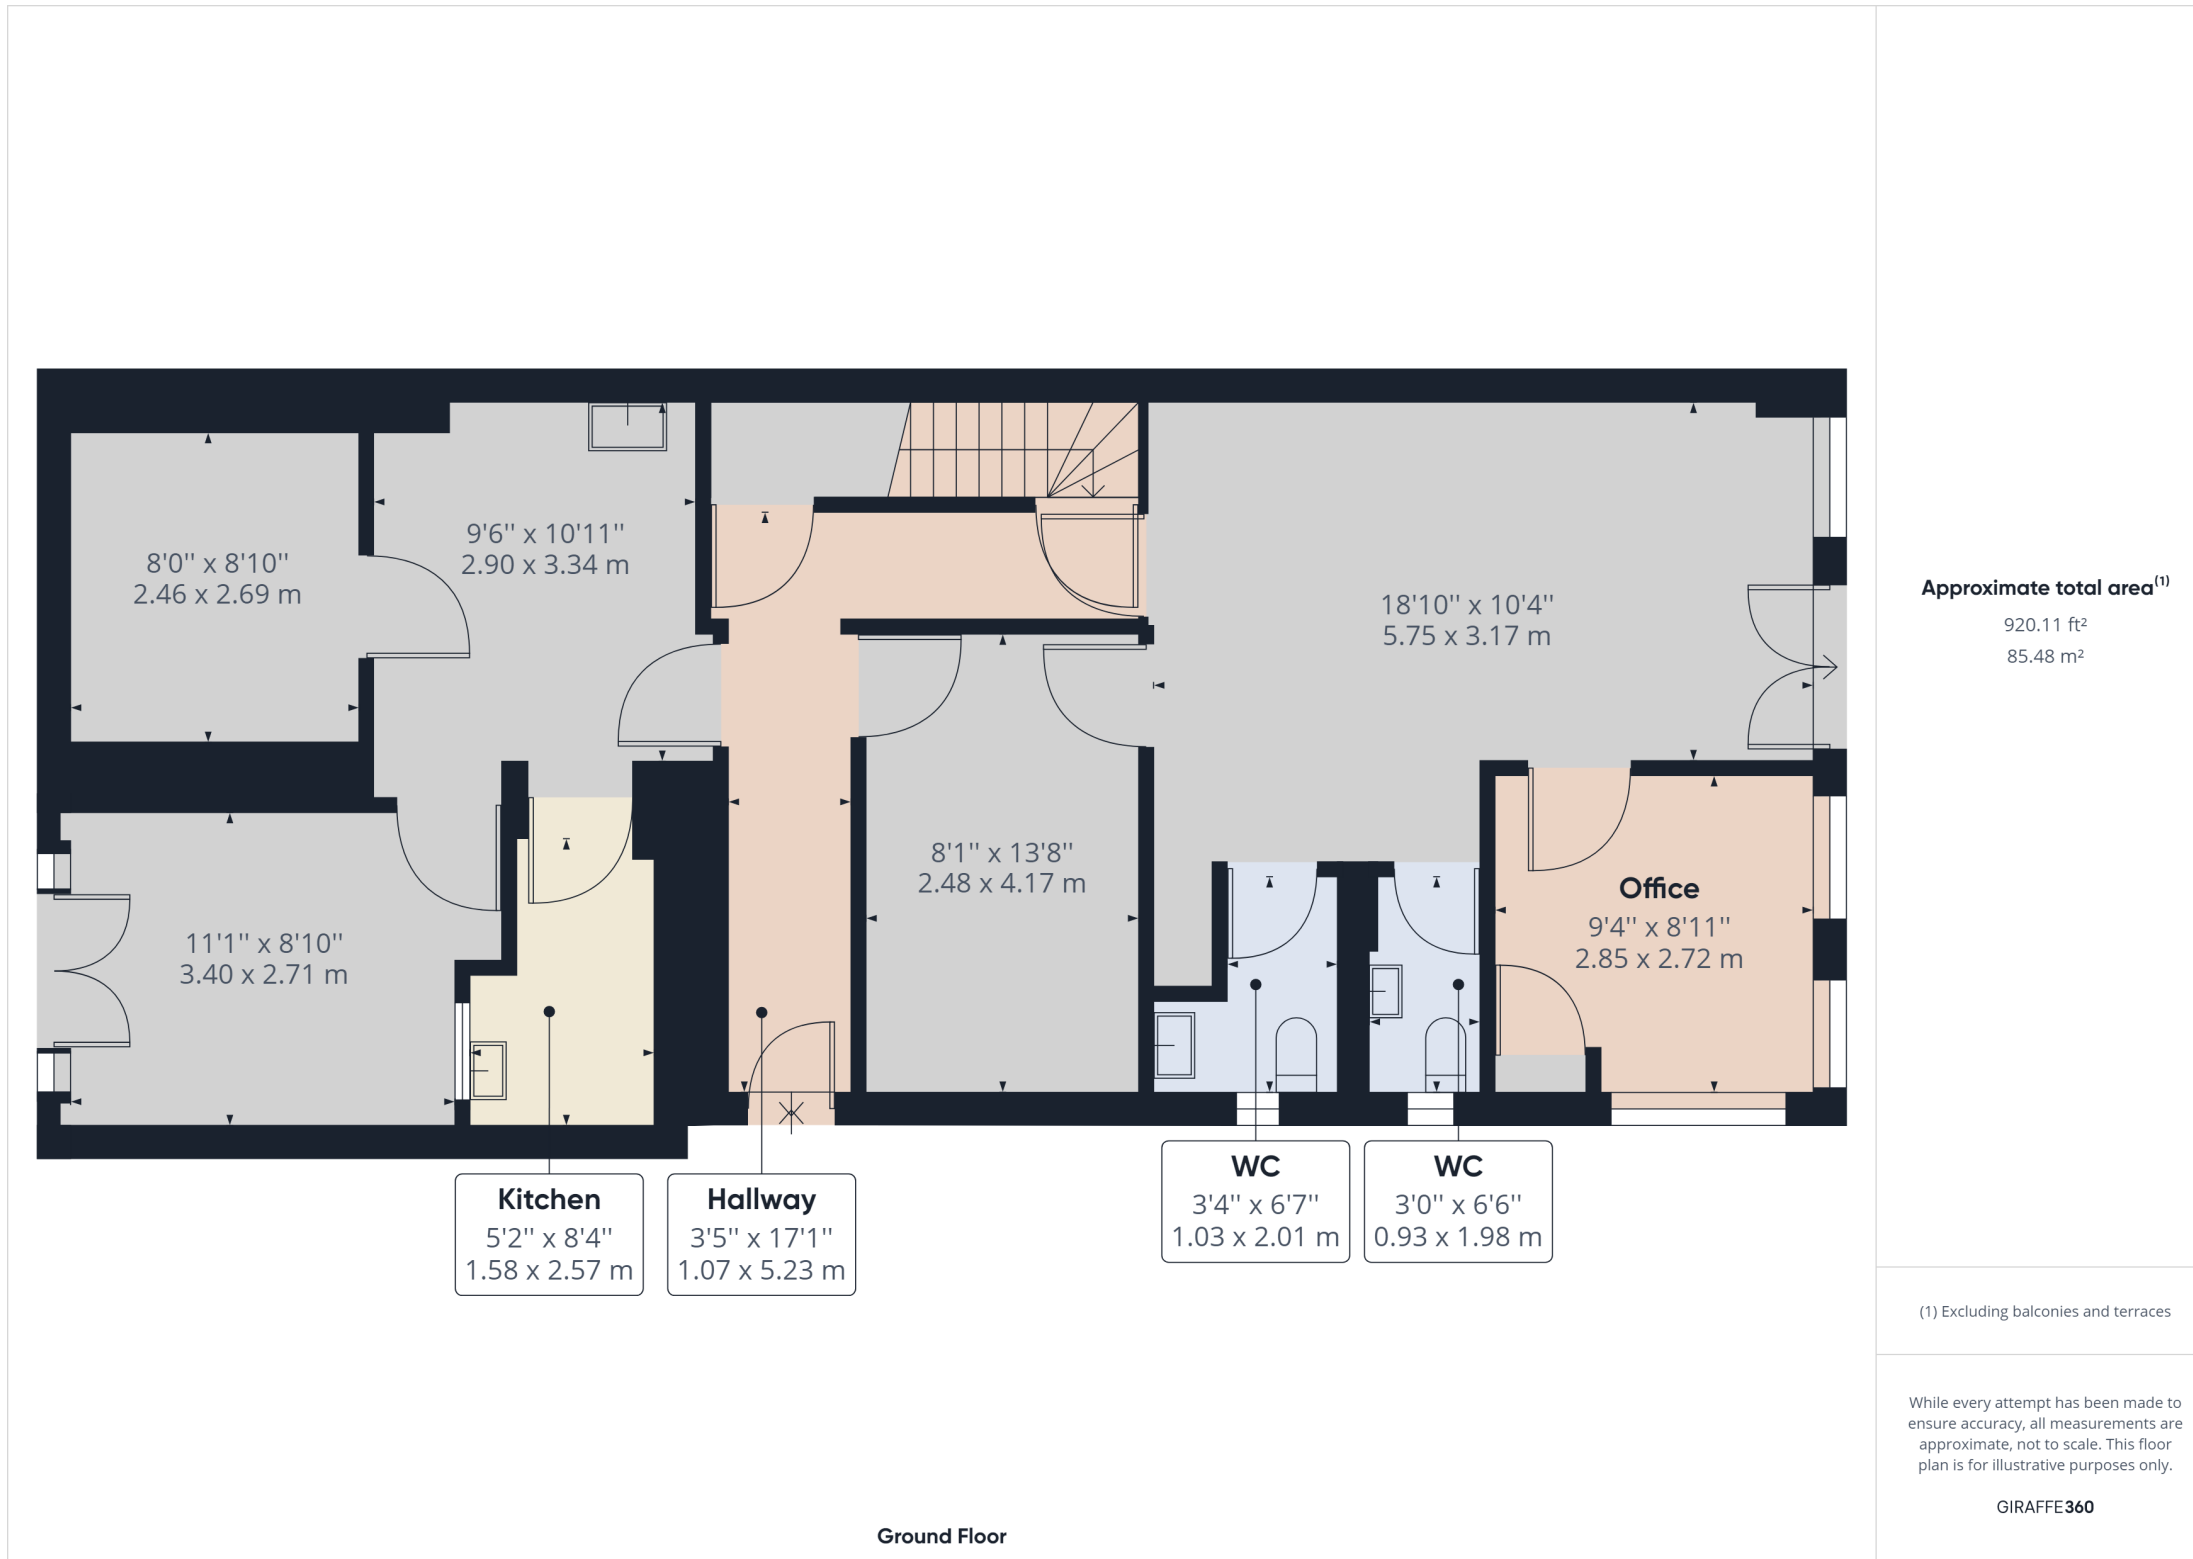 8'0'' x 8'10''
2.46 x 2.69 m
9'6'' x 10'11''
2.90 x 3.34 m
18'10'' x 10'4''
5.75 x 3.17 m
8'1'' x 13'8''
2.48 x 4.17 m
Office
9'4'' x 8'11''
2.85 x 2.72 m
11'1'' x 8'10''
3.40 x 2.71 m
Kitchen
5'2'' x 8'4''
1.58 x 2.57 m
Hallway
3'5'' x 17'1''
1.07 x 5.23 m
WC
3'4'' x 6'7''
1.03 x 2.01 m
WC
3'0'' x 6'6''
0.93 x 1.98 m
Ground Floor
Approximate total area(1)
920.11 ft²
85.48 m²
(1) Excluding balconies and terraces
While every attempt has been made to
ensure accuracy, all measurements are
approximate, not to scale. This floor
plan is for illustrative purposes only.
GIRAFFE360